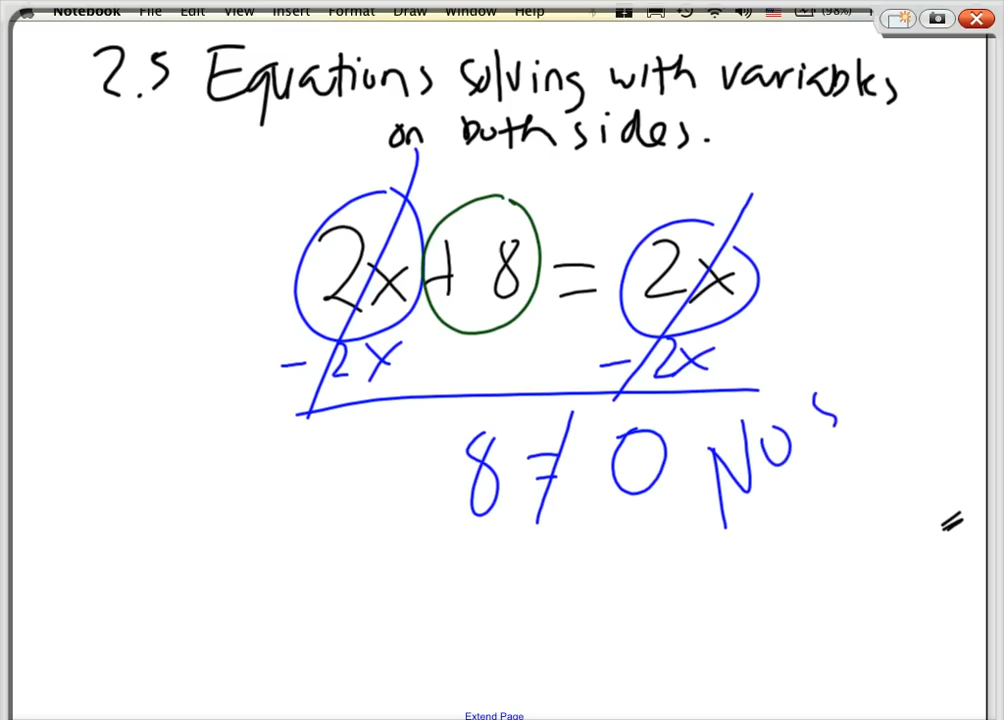 Notebook File Edit View Insert Format Draw Window Help (98%)
2.5 Equations solving with variables
on both sides.
2x + 8 = 2x
- 2x - 2x
8 ≠ 0 No s
Extend Page